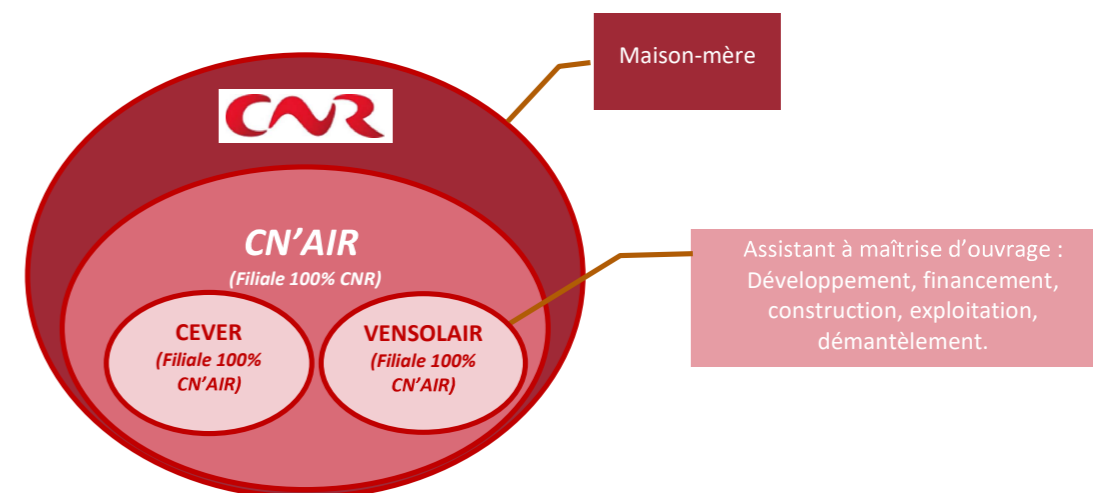 Maison-mère
CNR
CN’AIR
(Filiale 100% CNR)
Assistant à maîtrise d’ouvrage :
Développement, financement,
construction, exploitation,
démantèlement.
CEVER
(Filiale 100%
CN’AIR)
VENSOLAIR
(Filiale 100%
CN’AIR)